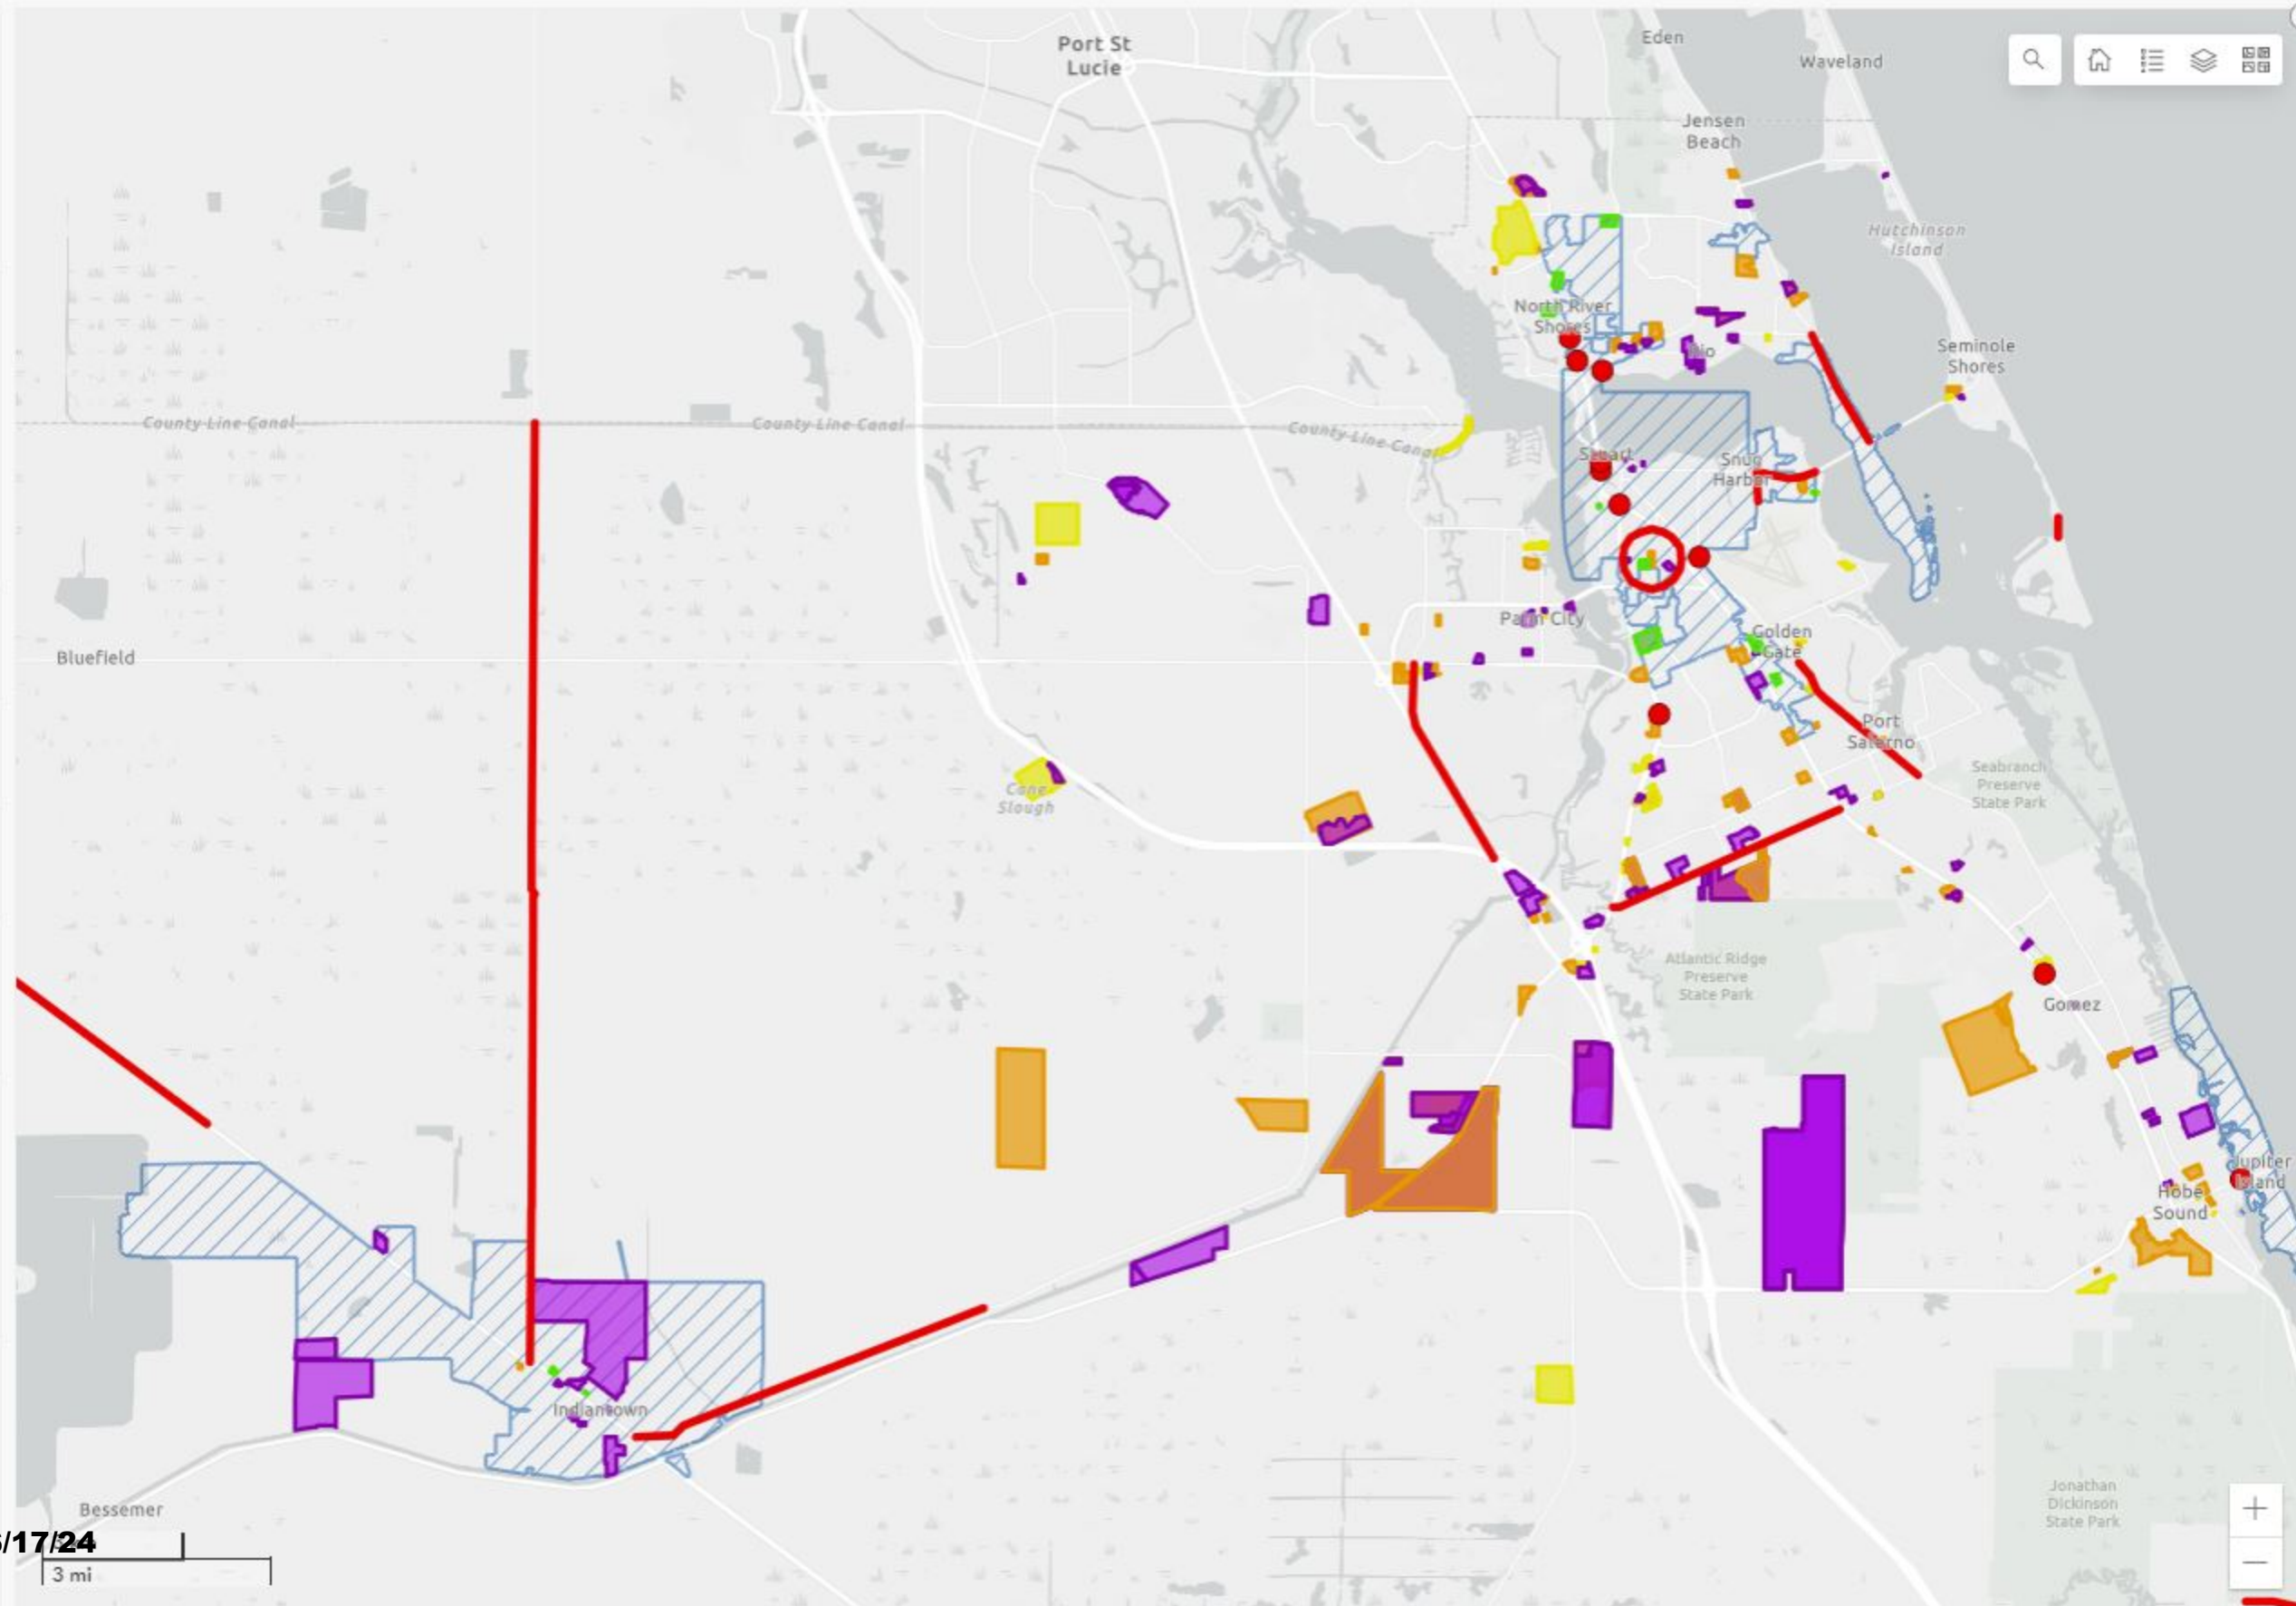 Port St
Lucie
Eden
Waveland
Jensen
Beach
Hutchinson
Island
North River
Shores
Rio
Seminole
Shores
County Line Canal
County Line Canal
County Line Canal
Stuart
Snug
Harbor
Palm City
Golden
Gate
Bluefield
Port
Salerno
Seabranch
Preserve
State Park
Cane
Slough
Atlantic Ridge
Preserve
State Park
Gomez
Jupiter
Island
Hobe
Sound
Indiantown
Bessemer
Jonathan
Dickinson
State Park
/17/24
3 mi